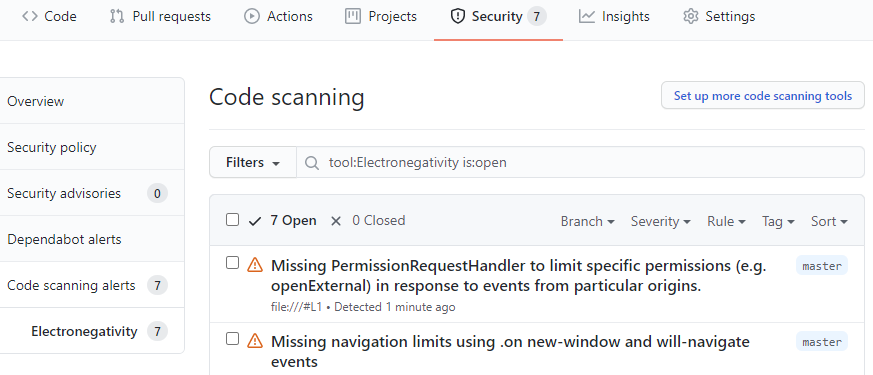 Code Pull requests Actions Projects Security 7 Insights Settings
Overview
Security policy
Security advisories 0
Dependabot alerts
Code scanning alerts 7
Electronegativity 7
Code scanning
Set up more code scanning tools
Filters tool:Electronegativity is:open
7 Open 0 Closed Branch Severity Rule Tag Sort
Missing PermissionRequestHandler to limit specific permissions (e.g. master
openExternal) in response to events from particular origins.
file:///#L1 • Detected 1 minute ago
Missing navigation limits using .on new-window and will-navigate master
events